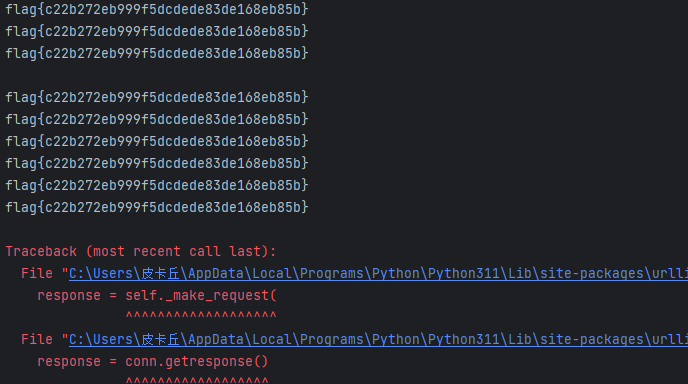 flag{c22b272eb999f5dcdede83de168eb85b}
flag{c22b272eb999f5dcdede83de168eb85b}
flag{c22b272eb999f5dcdede83de168eb85b}
flag{c22b272eb999f5dcdede83de168eb85b}
flag{c22b272eb999f5dcdede83de168eb85b}
flag{c22b272eb999f5dcdede83de168eb85b}
flag{c22b272eb999f5dcdede83de168eb85b}
flag{c22b272eb999f5dcdede83de168eb85b}
flag{c22b272eb999f5dcdede83de168eb85b}
Traceback (most recent call last):
File "C:\Users\皮卡丘\AppData\Local\Programs\Python\Python311\Lib\site-packages\urlli
response = self._make_request(
^^^^^^^^^^^^^^^^^^^
File "C:\Users\皮卡丘\AppData\Local\Programs\Python\Python311\Lib\site-packages\urlli
response = conn.getresponse()
^^^^^^^^^^^^^^^^^^